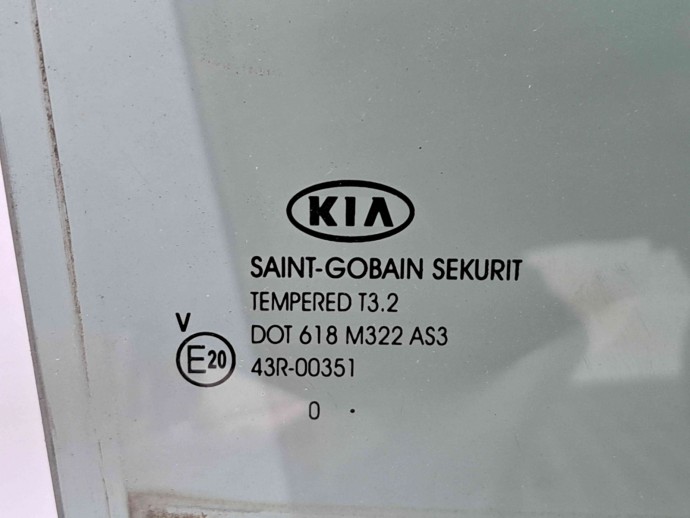 KIA
SAINT-GOBAIN SEKURIT
TEMPERED T3.2
V
DOT 618 M322 AS3
E20
43R-00351
0 .